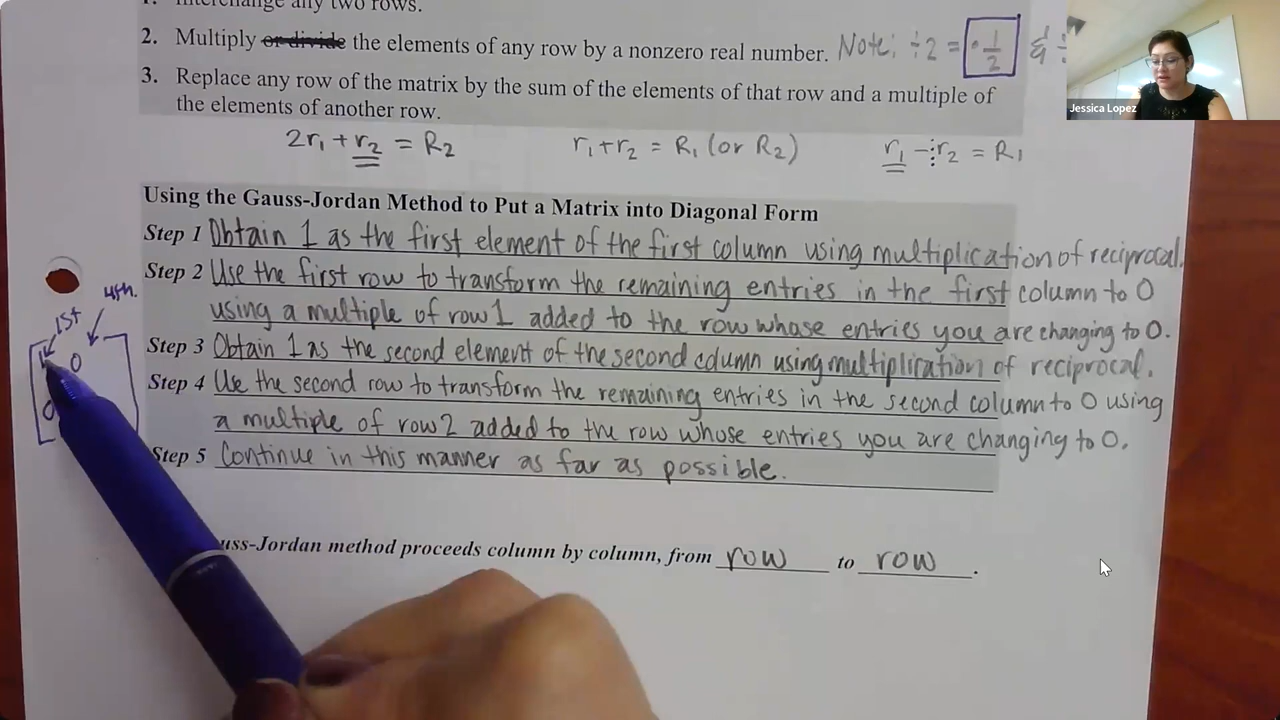 1. Interchange any two rows.
2. Multiply or divide the elements of any row by a nonzero real number. Note: ÷2 = · 1/2 &
3. Replace any row of the matrix by the sum of the elements of that row and a multiple of
the elements of another row.
Jessica Lopez
2r₁ + r₂ = R₂ r₁ + r₂ = R₁ (or R₂) r₁ - r₂ = R₁
Using the Gauss-Jordan Method to Put a Matrix into Diagonal Form
Step 1 Obtain 1 as the first element of the first column using multiplication of reciprocal.
Step 2 Use the first row to transform the remaining entries in the first column to 0
using a multiple of row 1 added to the row whose entries you are changing to 0.
Step 3 Obtain 1 as the second element of the second column using multiplication of reciprocal.
Step 4 Use the second row to transform the remaining entries in the second column to 0 using
a multiple of row 2 added to the row whose entries you are changing to 0.
Step 5 Continue in this manner as far as possible.
1st 4th.
0
0
uss-Jordan method proceeds column by column, from row to row.